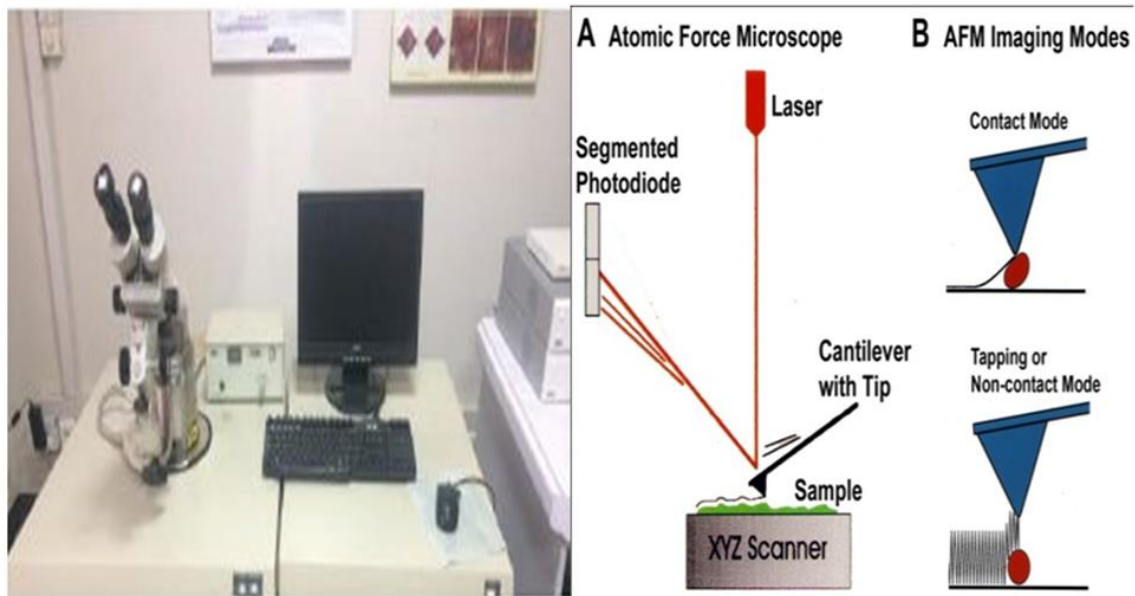 A Atomic Force Microscope
Laser
Segmented
Photodiode
Cantilever
with Tip
Sample
XYZ Scanner
B AFM Imaging Modes
Contact Mode
Tapping or
Non-contact Mode